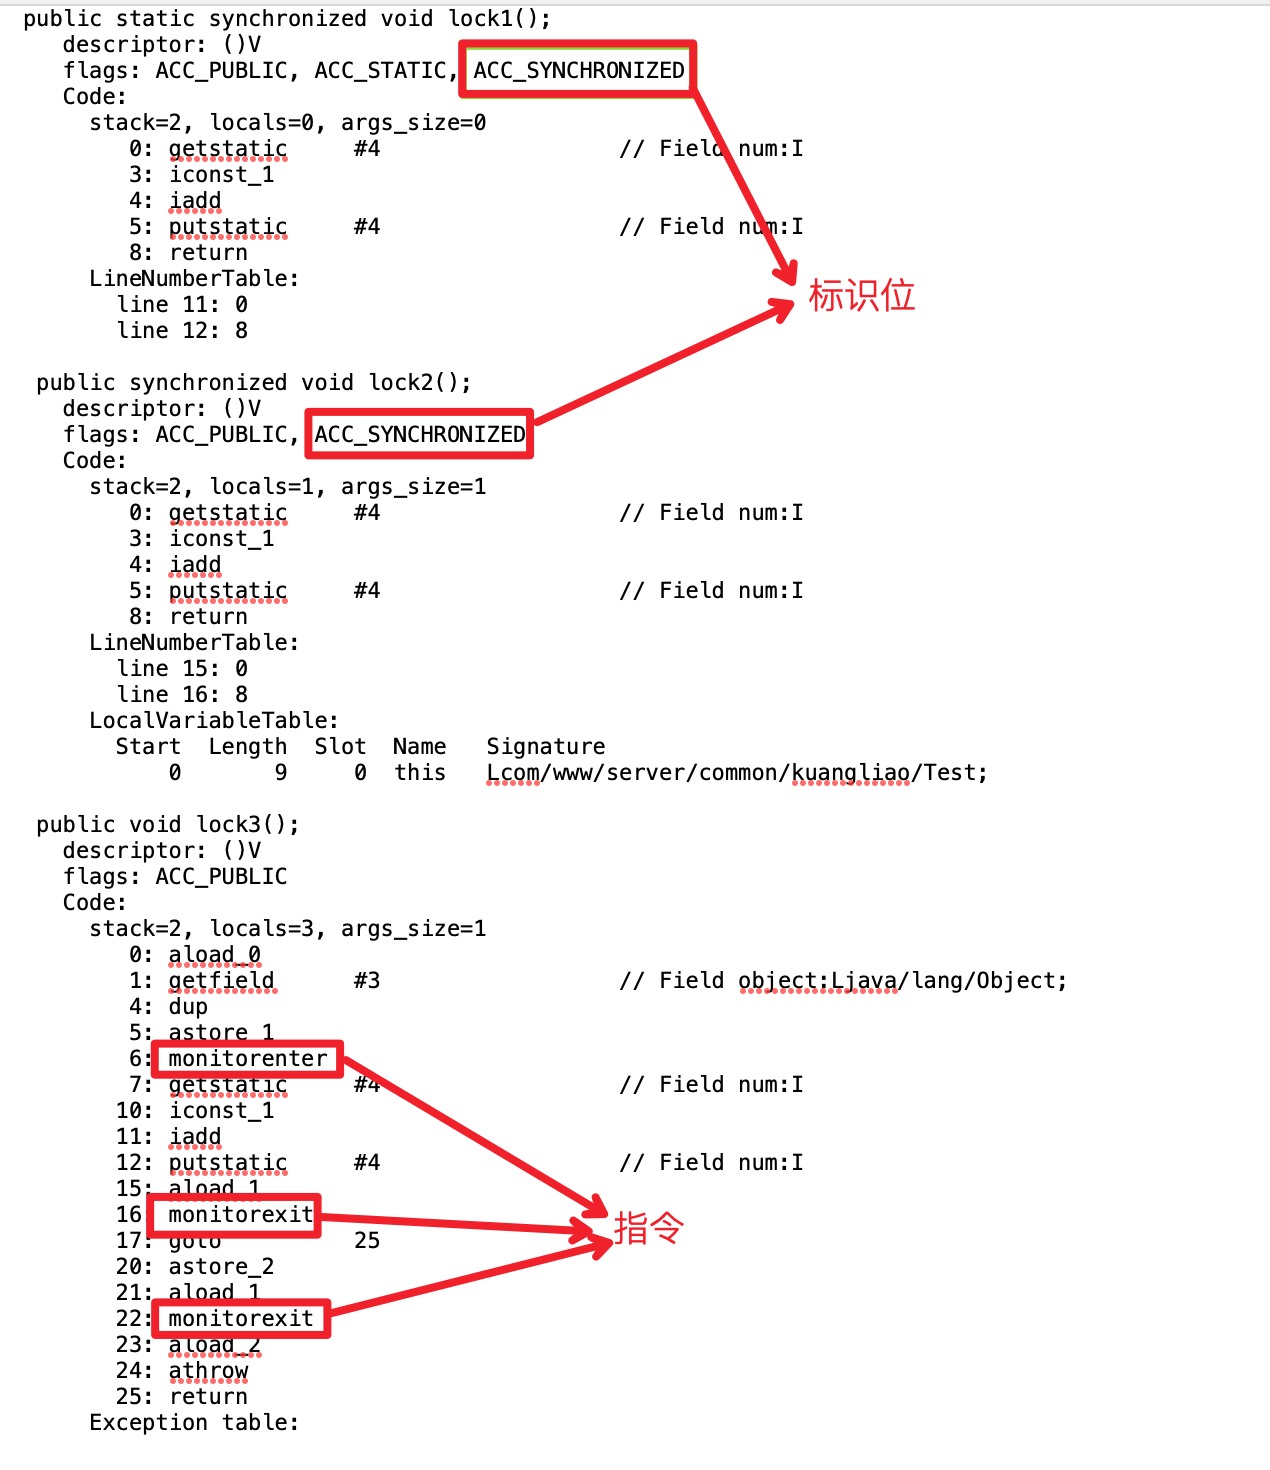 public static synchronized void lock1();
descriptor: ()V
flags: ACC_PUBLIC, ACC_STATIC, ACC_SYNCHRONIZED
Code:
stack=2, locals=0, args_size=0
0: getstatic #4 // Field num:I
3: iconst_1
4: iadd
5: putstatic #4 // Field num:I
8: return
LineNumberTable:
line 11: 0
标识位
line 12: 8
public synchronized void lock2();
descriptor: ()V
flags: ACC_PUBLIC, ACC_SYNCHRONIZED
Code:
stack=2, locals=1, args_size=1
0: getstatic #4 // Field num:I
3: iconst_1
4: iadd
5: putstatic #4 // Field num:I
8: return
LineNumberTable:
line 15: 0
line 16: 8
LocalVariableTable:
Start Length Slot Name Signature
0 9 0 this Lcom/www/server/common/kuangliao/Test;
public void lock3();
descriptor: ()V
flags: ACC_PUBLIC
Code:
stack=2, locals=3, args_size=1
0: aload_0
1: getfield #3 // Field object:Ljava/lang/Object;
4: dup
5: astore_1
6: monitorenter
7: getstatic #4 // Field num:I
10: iconst_1
11: iadd
12: putstatic #4 // Field num:I
15: aload_1
16 monitorexit
指令
17: goto 25
20: astore_2
21: aload_1
22: monitorexit
23: aload_2
24: athrow
25: return
Exception table: